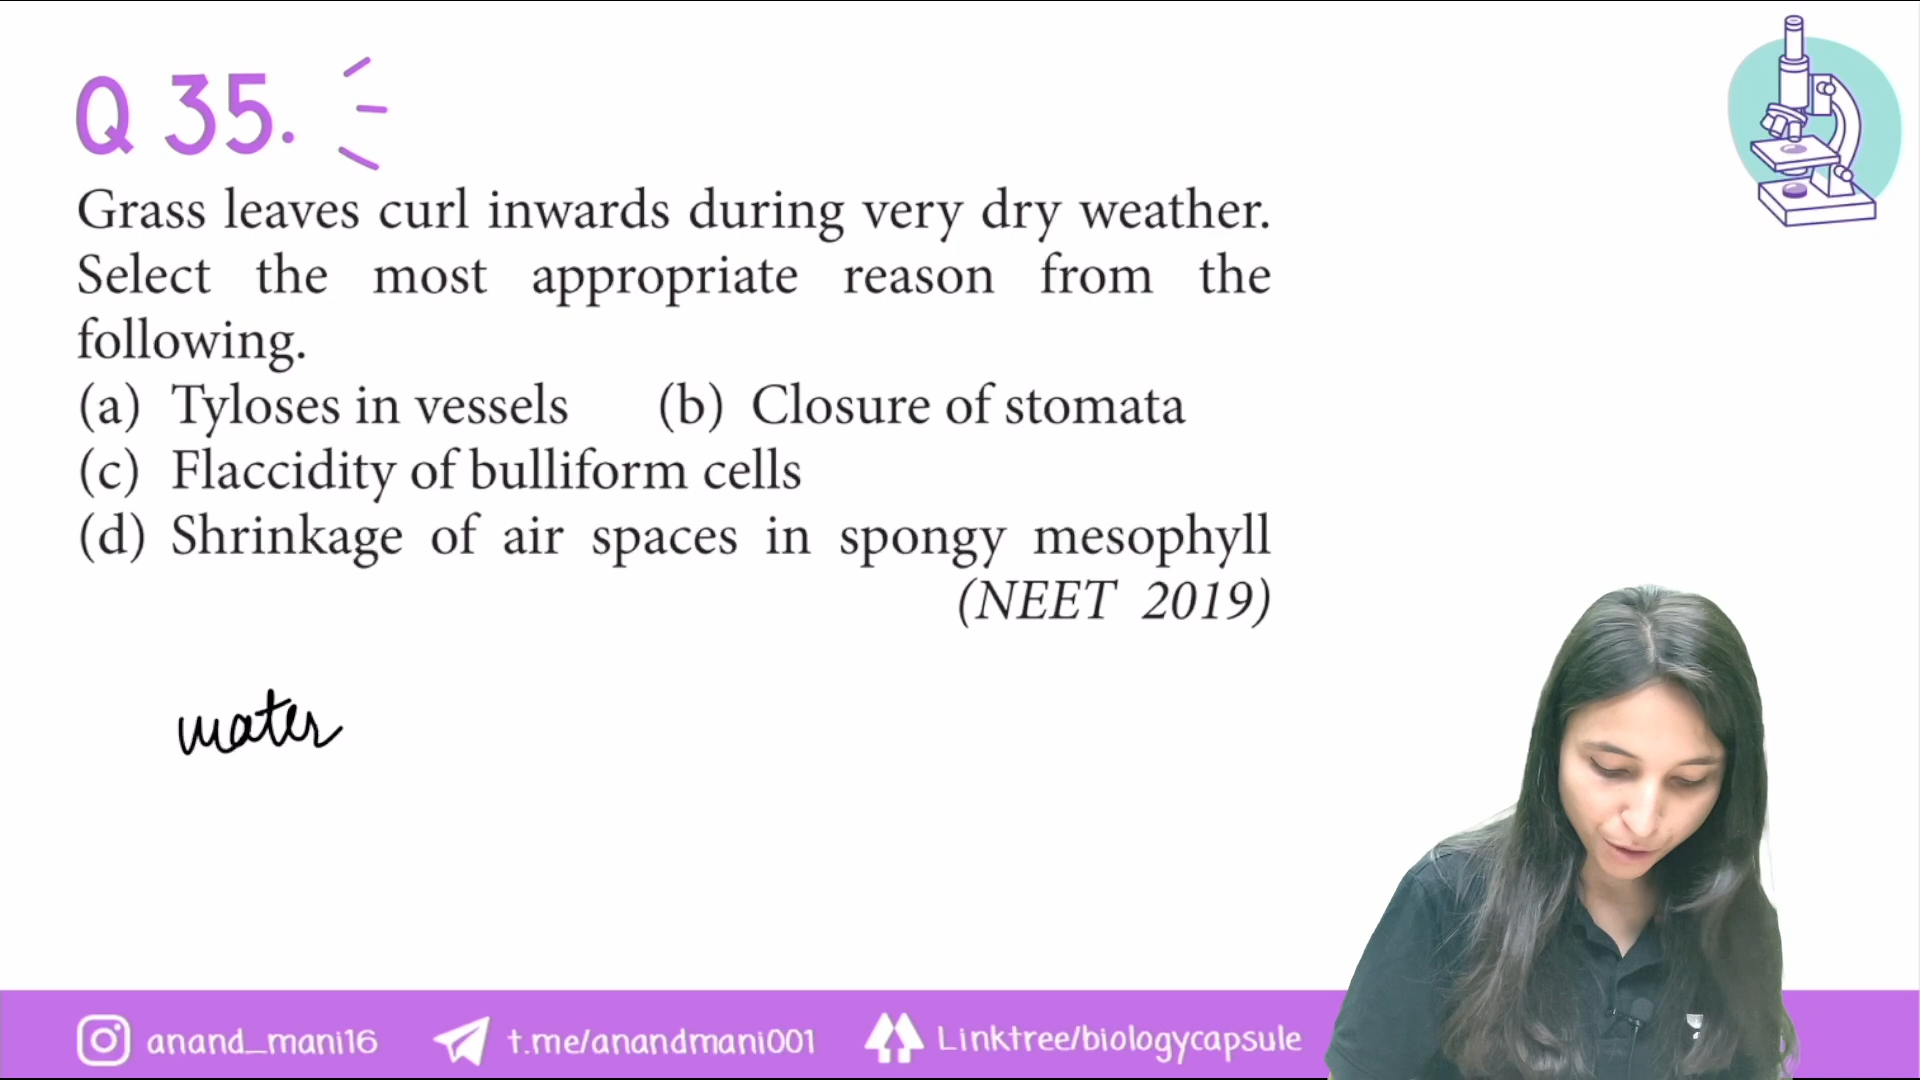 Q 35.
Grass leaves curl inwards during very dry weather.
Select the most appropriate reason from the
following.
(a) Tyloses in vessels (b) Closure of stomata
(c) Flaccidity of bulliform cells
(d) Shrinkage of air spaces in spongy mesophyll
(NEET 2019)
water
anand_mani16 t.me/anandmani001 Linktree/biologycapsule